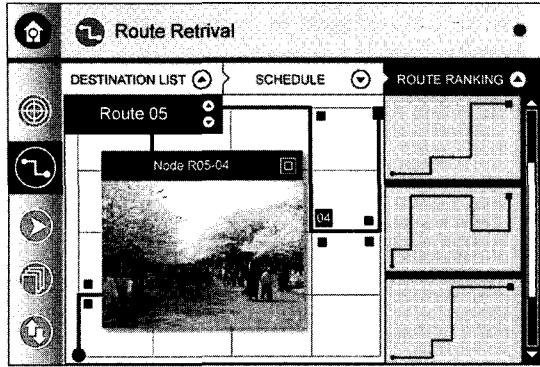 Route Retrival
DESTINATION LIST
SCHEDULE
ROUTE RANKING
Route 05
Node R05-04
04